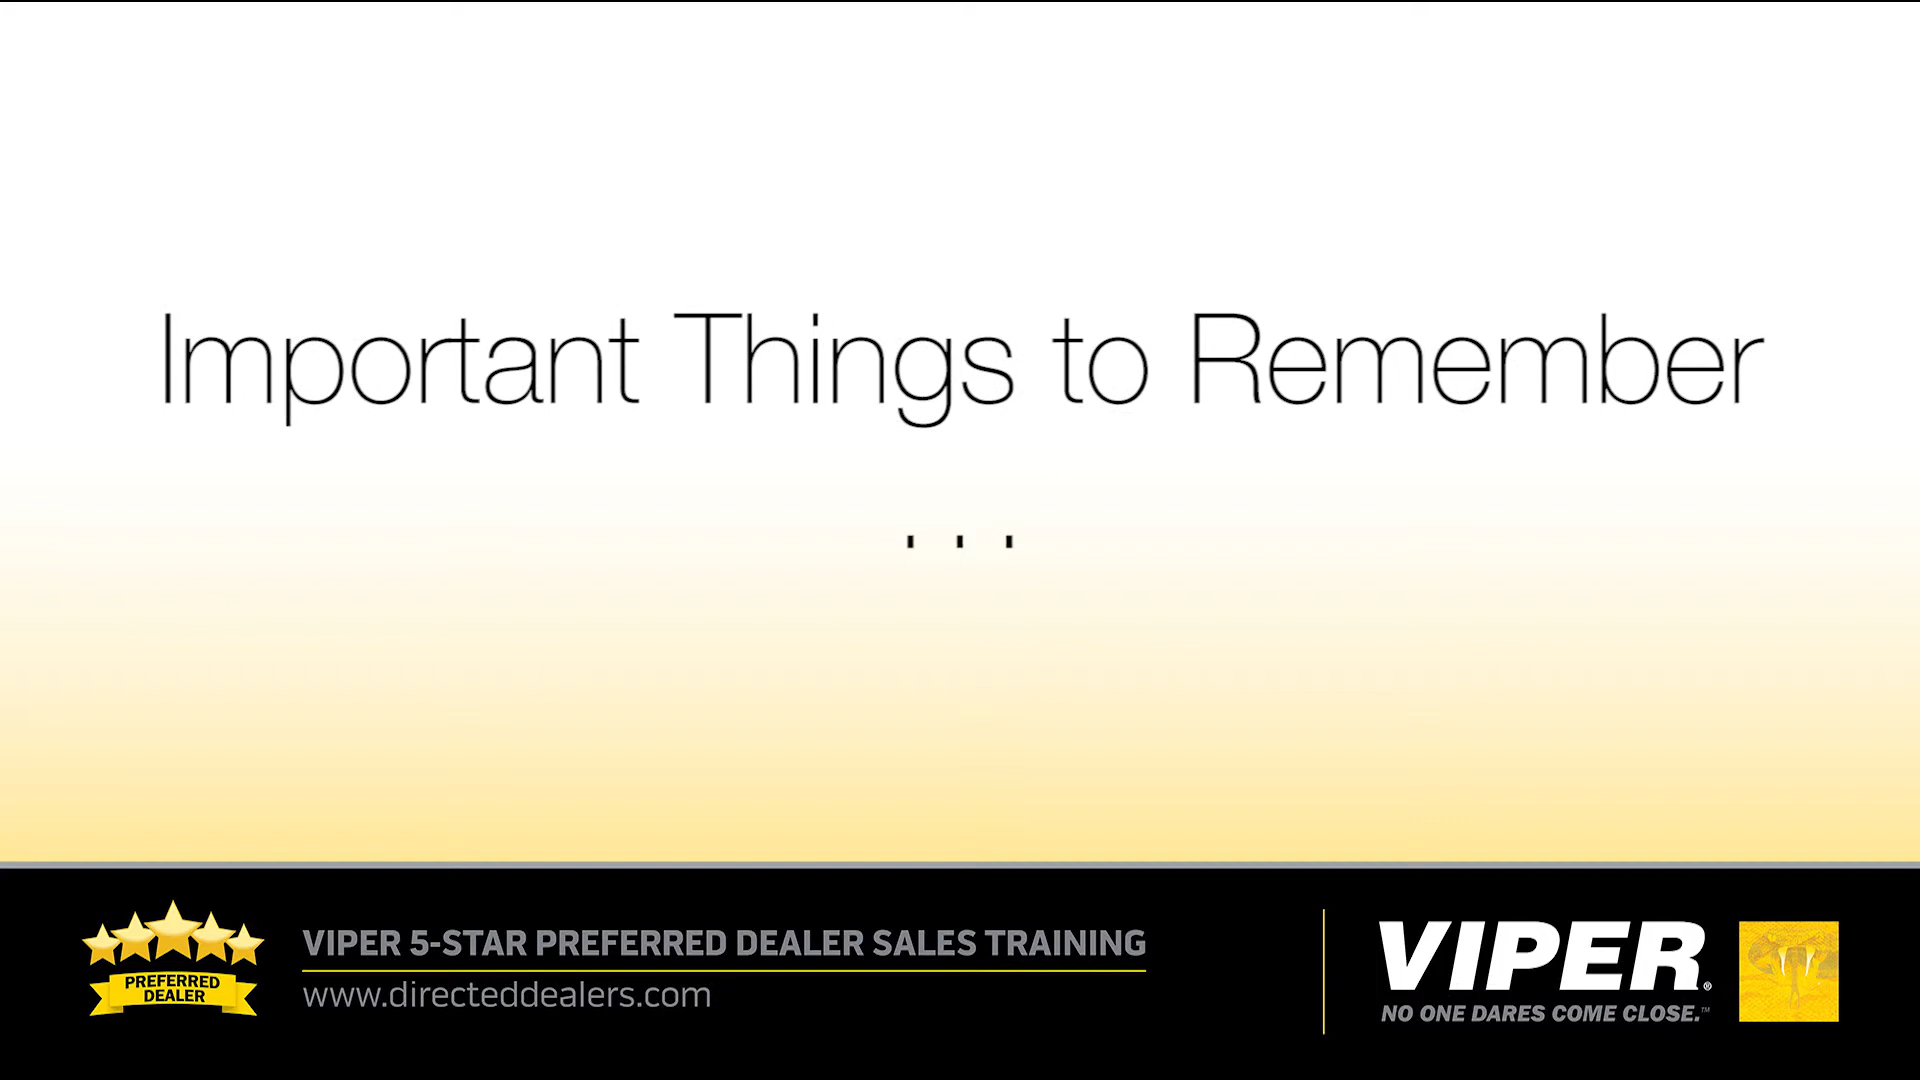 Important Things to Remember
. . .
PREFERRED
DEALER
VIPER 5-STAR PREFERRED DEALER SALES TRAINING
www.directeddealers.com
VIPER®
NO ONE DARES COME CLOSE.™